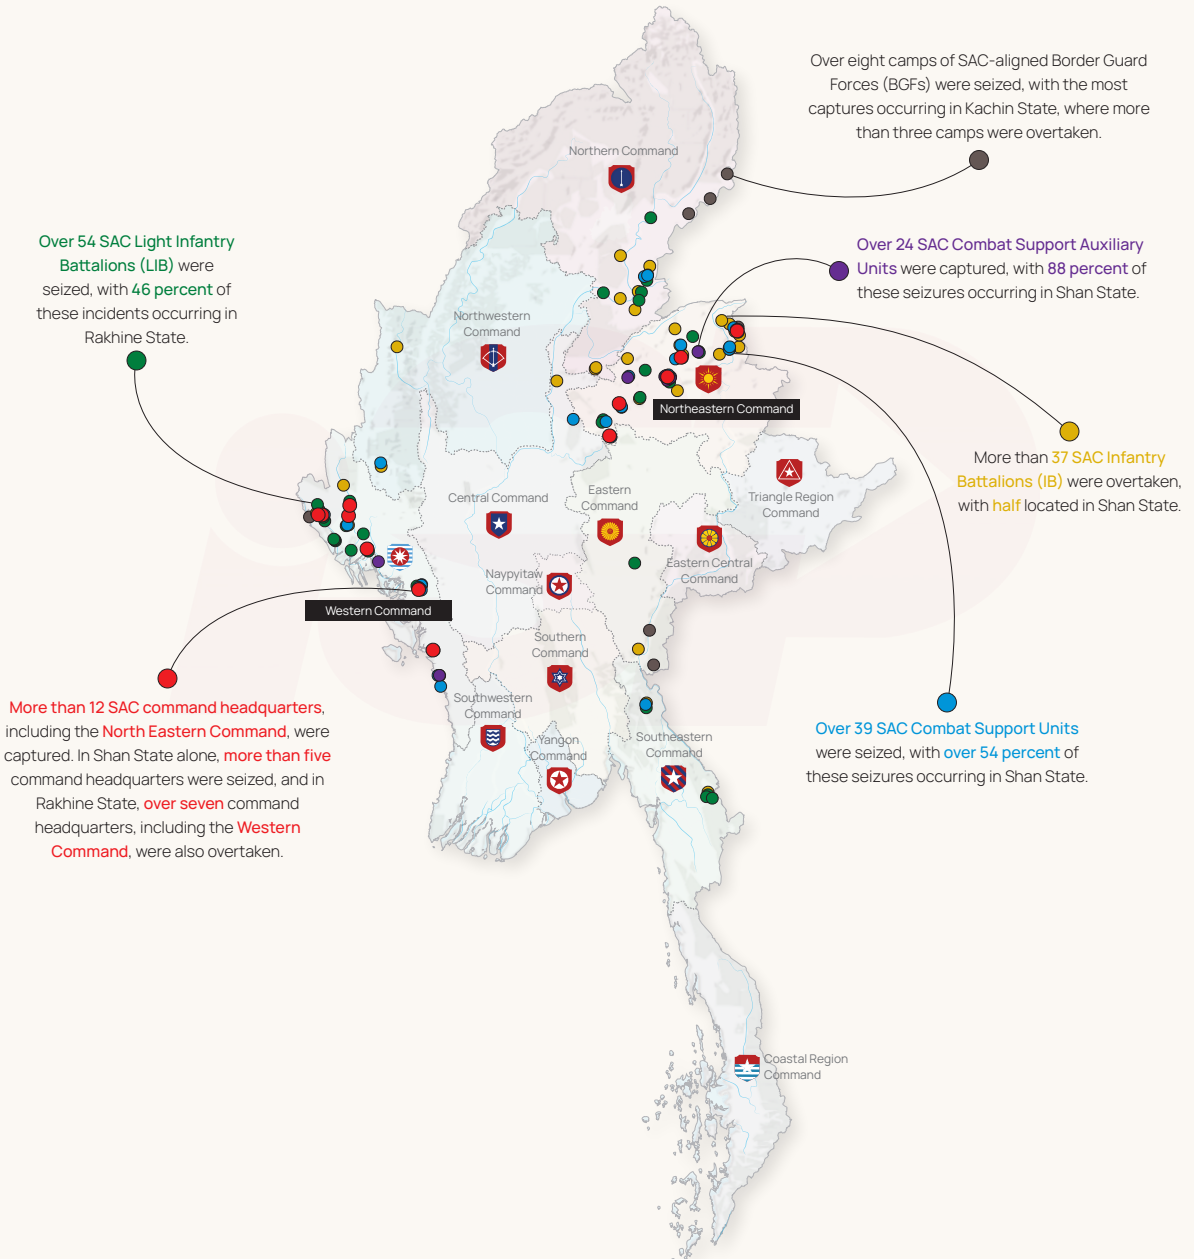 Over eight camps of SAC-aligned Border Guard
Forces (BGFs) were seized, with the most
captures occurring in Kachin State, where more
than three camps were overtaken.
Northern Command
Over 54 SAC Light Infantry
Battalions (LIB) were
seized, with 46 percent of
these incidents occurring in
Rakhine State.
Over 24 SAC Combat Support Auxiliary
Units were captured, with 88 percent of
these seizures occurring in Shan State.
Northwestern
Command
Northeastern Command
More than 37 SAC Infantry
Battalions (IB) were overtaken,
with half located in Shan State.
Central Command
Eastern
Command
Triangle Region
Command
Eastern Central
Command
Naypyitaw
Command
Western Command
Southern
Command
More than 12 SAC command headquarters,
including the North Eastern Command, were
captured. In Shan State alone, more than five
command headquarters were seized, and in
Rakhine State, over seven command
headquarters, including the Western
Command, were also overtaken.
Southwestern
Command
Yangon
Command
Southeastern
Command
Over 39 SAC Combat Support Units
were seized, with over 54 percent of
these seizures occurring in Shan State.
Coastal Region
Command